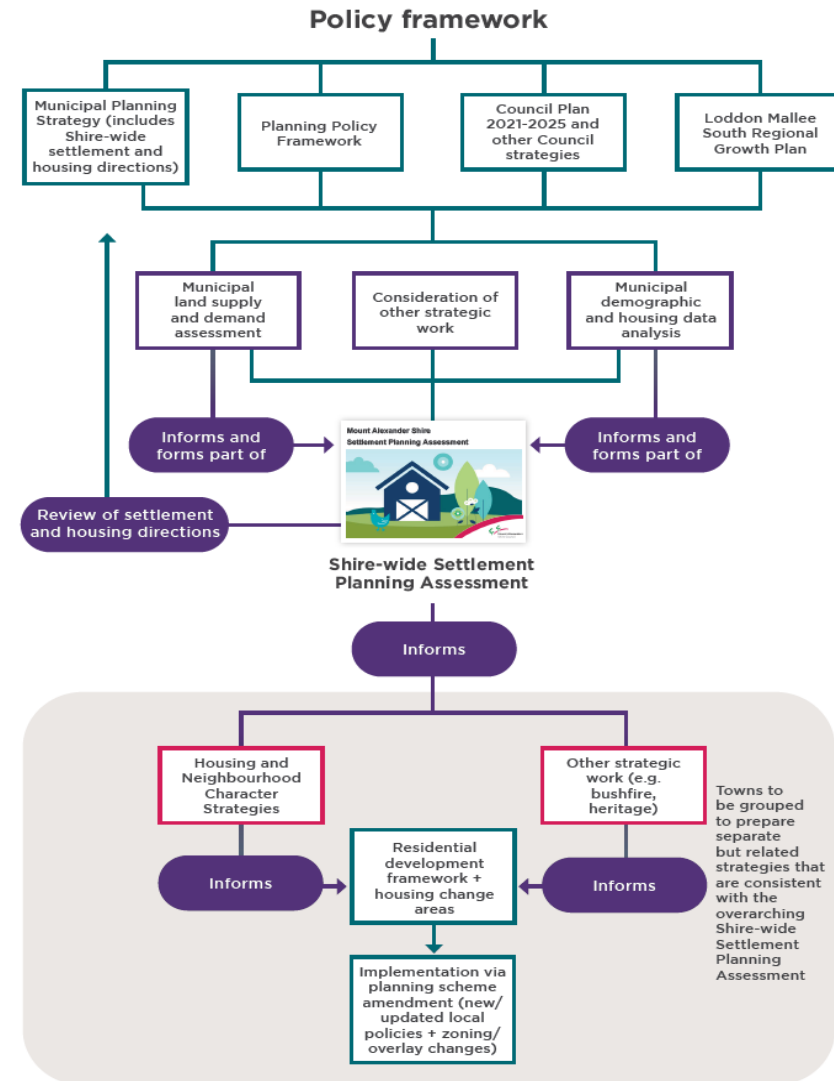 Policy framework
Municipal Planning
Strategy (includes
Shire-wide
settlement and
housing directions)
Planning Policy
Framework
Council Plan
2021-2025 and
other Council
strategies
Loddon Mallee
South Regional
Growth Plan
Municipal
land supply
and demand
assessment
Consideration of
other strategic
work
Municipal
demographic
and housing data
analysis
Informs and
forms part of
Mount Alexander Shire
Settlement Planning Assessment
Informs and
forms part of
Review of settlement
and housing directions
Shire-wide Settlement
Planning Assessment
Informs
Housing and
Neighbourhood
Character
Strategies
Other strategic
work (e.g.
bushfire,
heritage)
Towns to
be grouped
to prepare
separate
but related
strategies that
are consistent
with the
overarching
Shire-wide
Settlement
Planning
Assessment
Informs
Residential
development
framework +
housing change
areas
Informs
Implementation via
planning scheme
amendment (new/
updated local
policies + zoning/
overlay changes)